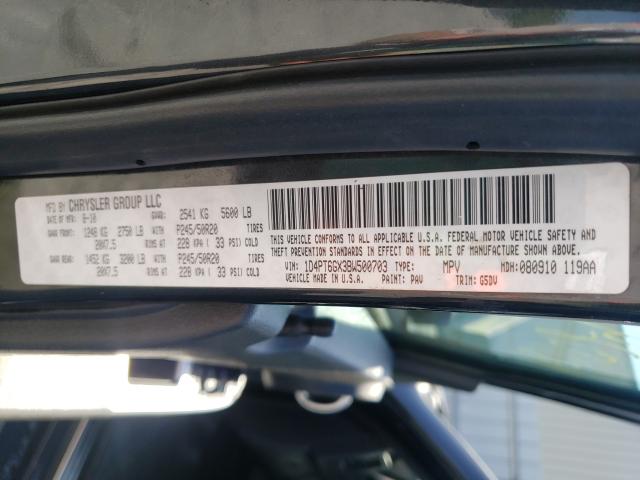 MFD BY CHRYSLER GROUP LLC
DATE OF MFR 8-10 GVWR: 2541 KG 5600 LB
GAWR FRONT 1248 KG 2750 LB WITH P245/50R20 TIRES
20X7.5 RIMS AT 228 KPA ( 33 PSI) COLD
GAWR REAR 1452 KG 3200 LB WITH P245/50R20 TIRES
20X7.5 RIMS AT 228 KPA ( 33 PSI) COLD
THIS VEHICLE CONFORMS TO ALL APPLICABLE U.S.A. FEDERAL MOTOR VEHICLE SAFETY,
BUMPER, AND THEFT PREVENTION STANDARDS IN EFFECT ON THE DATE OF MANUFACTURE SHOWN ABOVE.
VIN: 1D4PT6GX3BW500703 TYPE: MPV MDH: 080910 119AA
VEHICLE MADE IN U.S.A. PAINT: PAV TRIM: G5DV